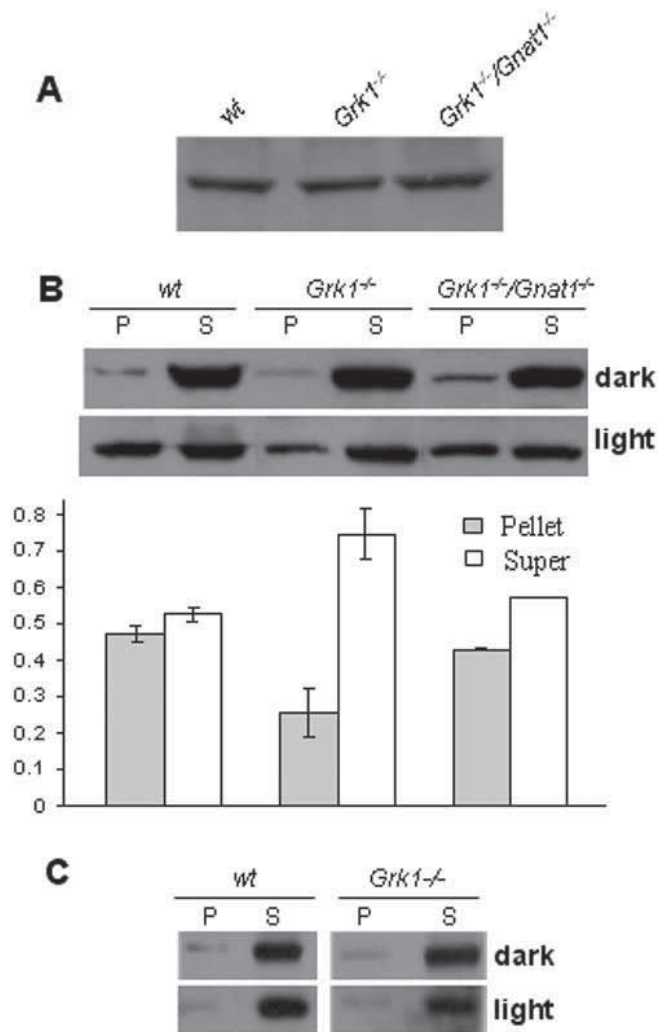 A
wt Grk1-/- Grk1-/-/Gnat1-/-
B
wt Grk1-/- Grk1-/-/Gnat1-/-
P S P S P S
dark
light
0.8
0.7
0.6
0.5
0.4
0.3
0.2
0.1
0
Pellet
Super
C
wt Grk1-/-
P S P S
dark
light